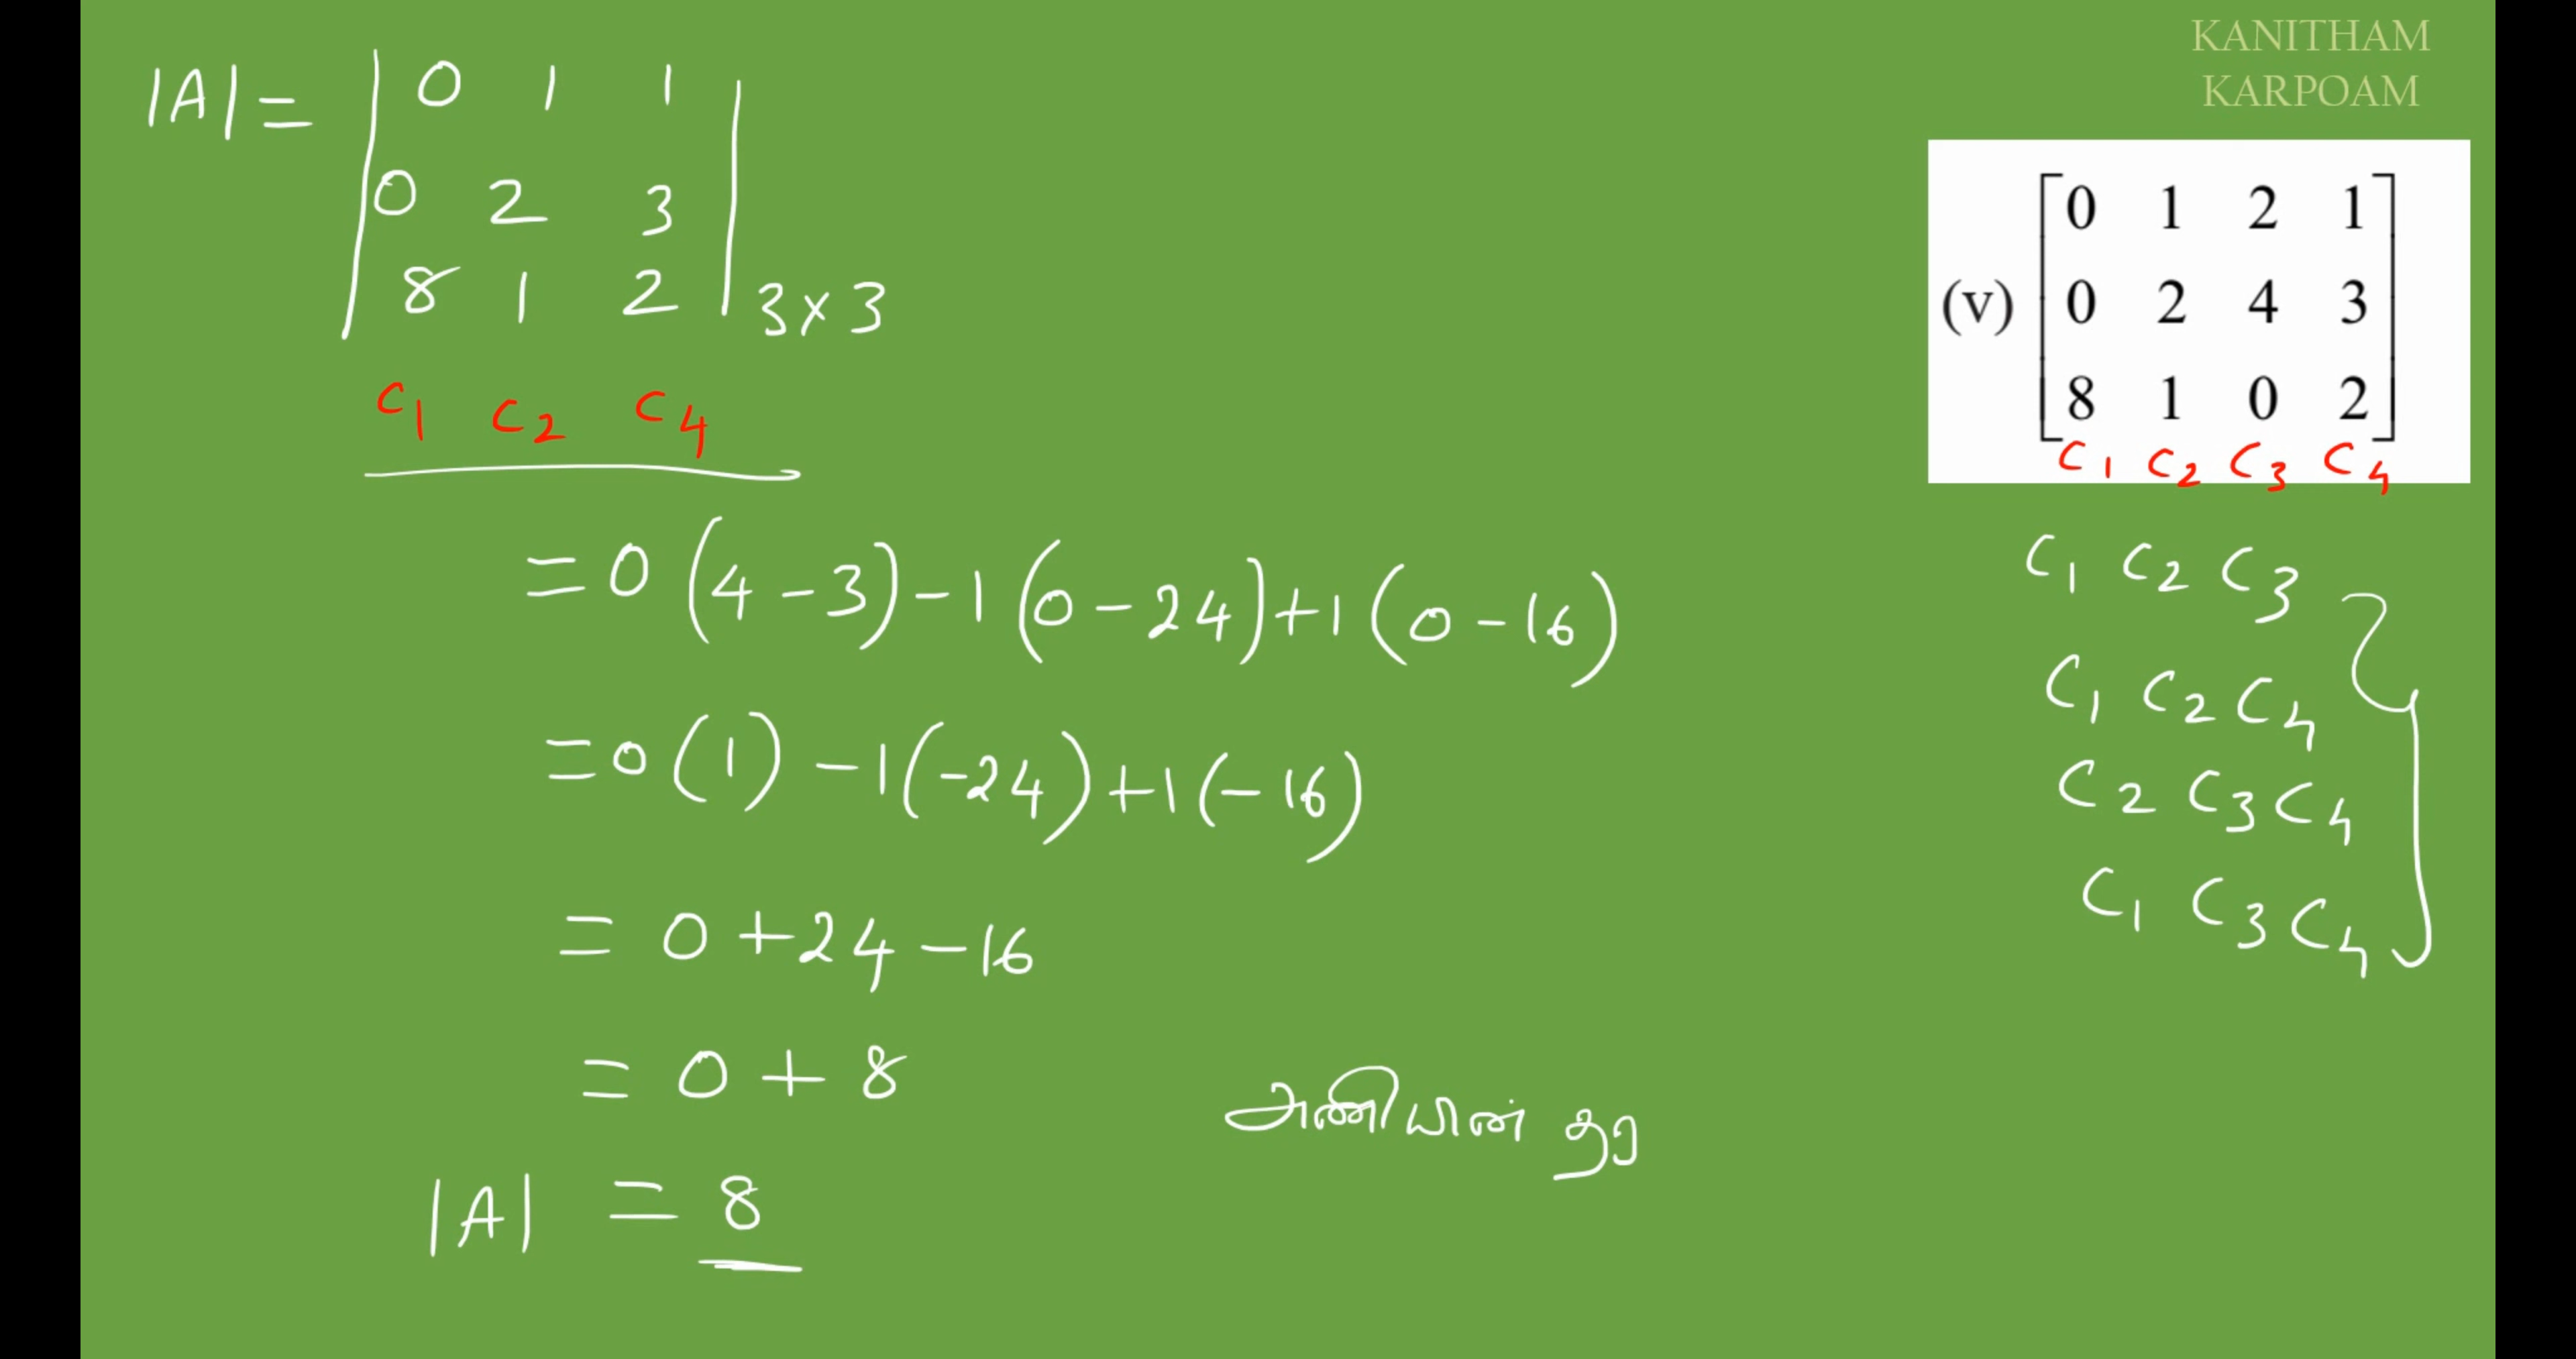 KANITHAM
KARPOAM
|A| = | 0 1 1 |
| 0 2 3 |
| 8 1 2 | 3×3
C1 C2 C4
= 0 (4 - 3) - 1 (0 - 24) + 1 (0 - 16)
= 0 (1) - 1 (-24) + 1 (-16)
= 0 + 24 - 16
= 0 + 8
|A| = 8
அணியின் தர
(v) [0 1 2 1]
[0 2 4 3]
[8 1 0 2]
C1 C2 C3 C4
C1 C2 C3
C1 C2 C4
C2 C3 C4
C1 C3 C4